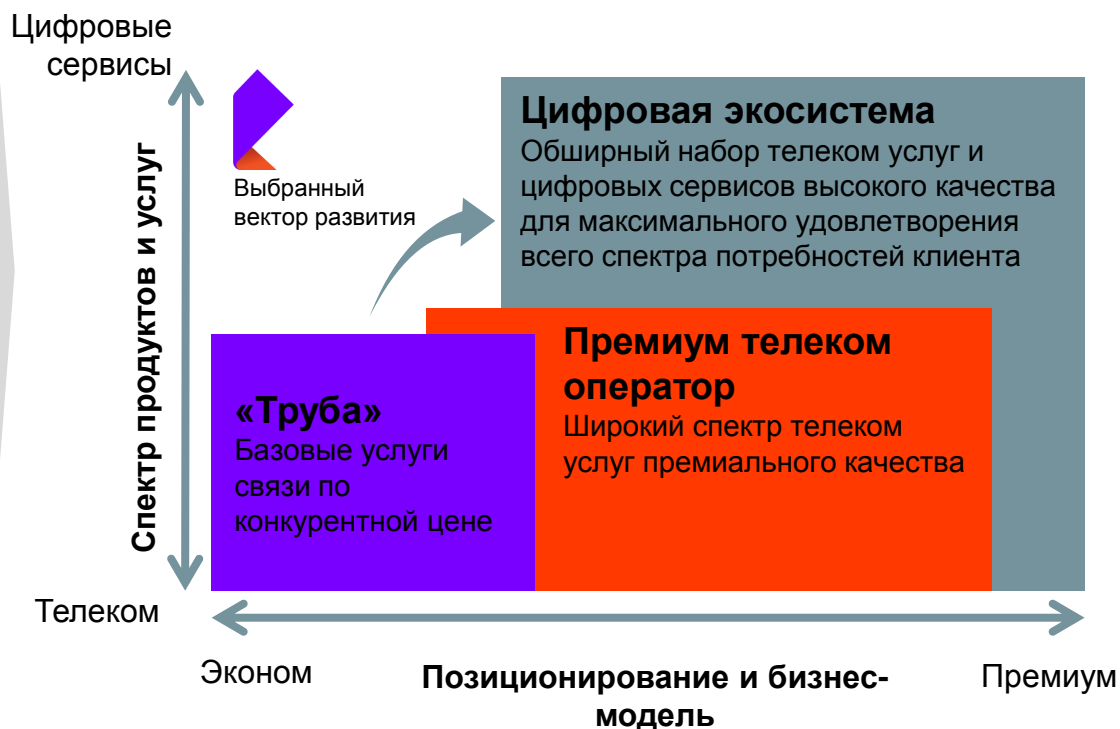 Цифровые
сервисы
Спектр продуктов и услуг
Выбранный
вектор развития
Цифровая экосистема
Обширный набор телеком услуг и
цифровых сервисов высокого качества
для максимального удовлетворения
всего спектра потребностей клиента
Премиум телеком
оператор
Широкий спектр телеком
услуг премиального качества
«Труба»
Базовые услуги
связи по
конкурентной цене
Телеком
Эконом
Позиционирование и бизнес-
модель
Премиум